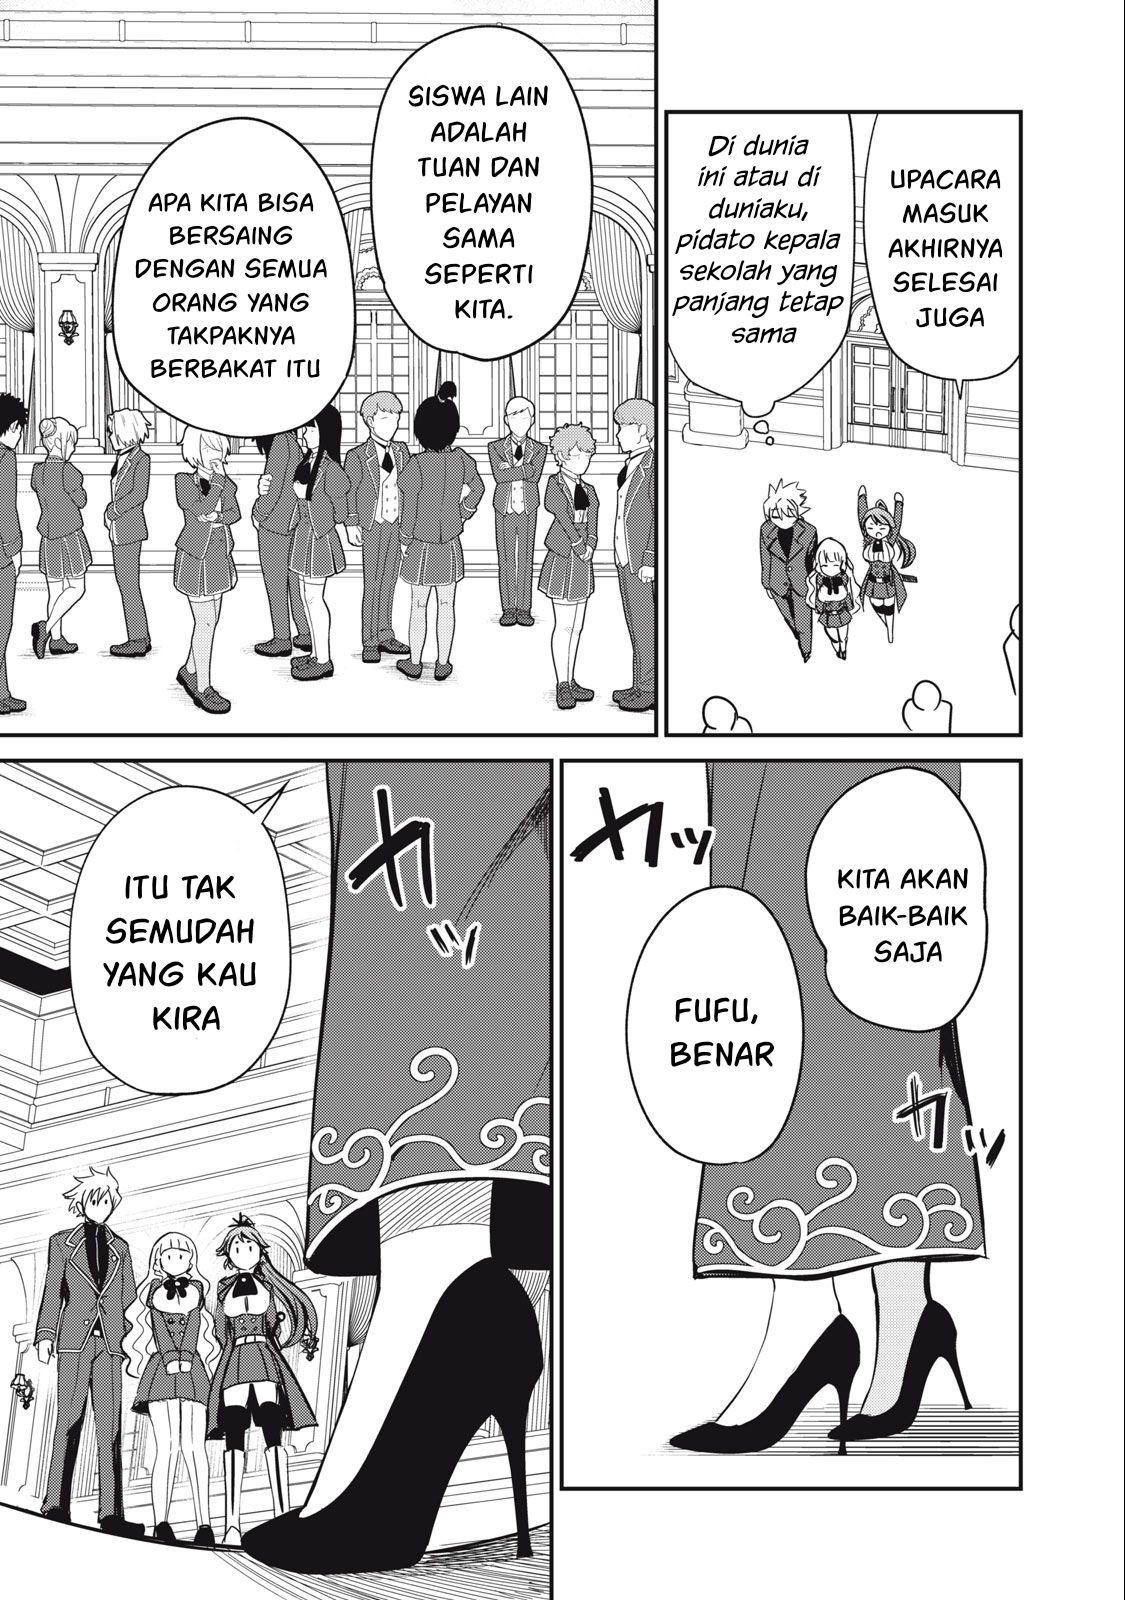 UPACARA
MASUK
AKHIRNYA
SELESAI
JUGA
Di dunia
ini atau di
duniaku,
pidato kepala
sekolah yang
panjang tetap
sama
SISWA LAIN
ADALAH
TUAN DAN
PELAYAN
SAMA
SEPERTI
KITA.
APA KITA BISA
BERSAING
DENGAN SEMUA
ORANG YANG
TAKPAKNYA
BERBAKAT ITU
KITA AKAN
BAIK-BAIK
SAJA
FUFU,
BENAR
カッ
カッ
カッ
ITU TAK
SEMUDAH
YANG KAU
KIRA